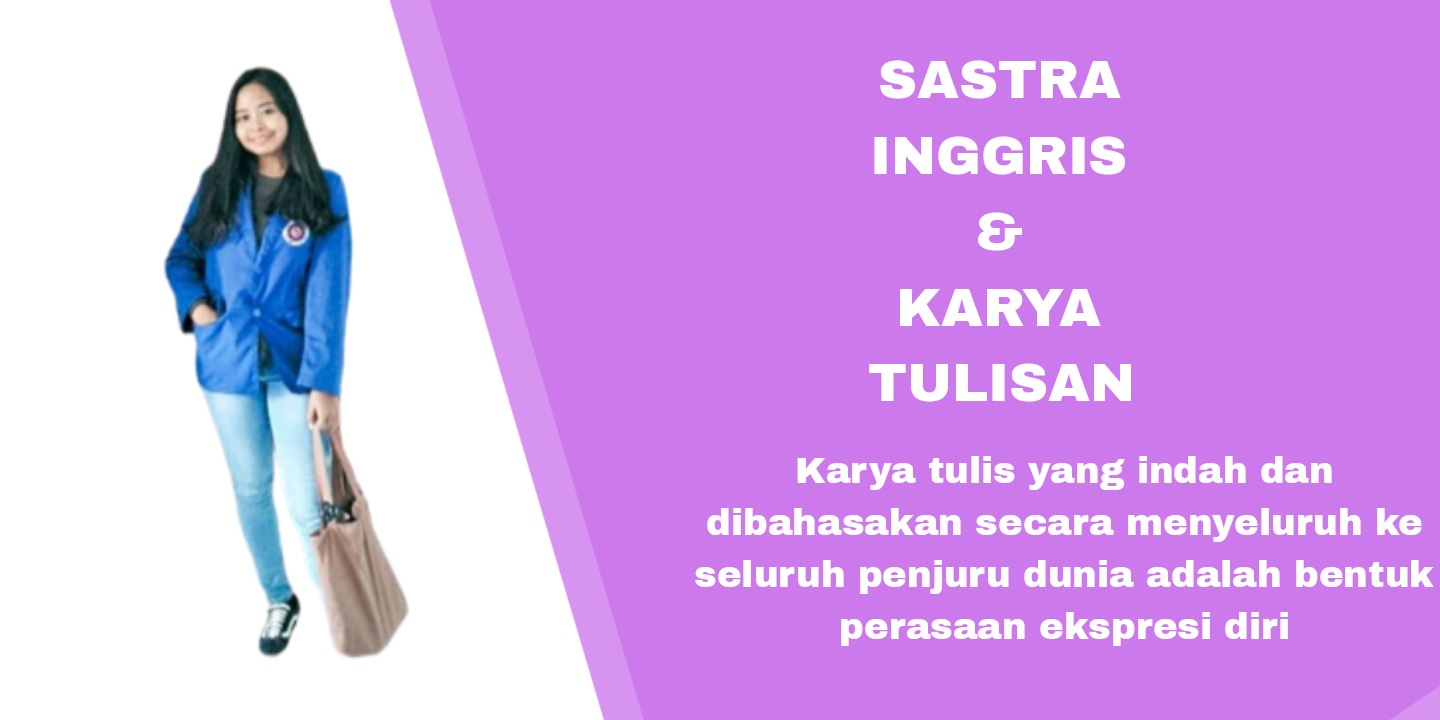 SASTRA
INGGRIS
&
KARYA
TULISAN
Karya tulis yang indah dan
dibahasakan secara menyeluruh ke
seluruh penjuru dunia adalah bentuk
perasaan ekspresi diri